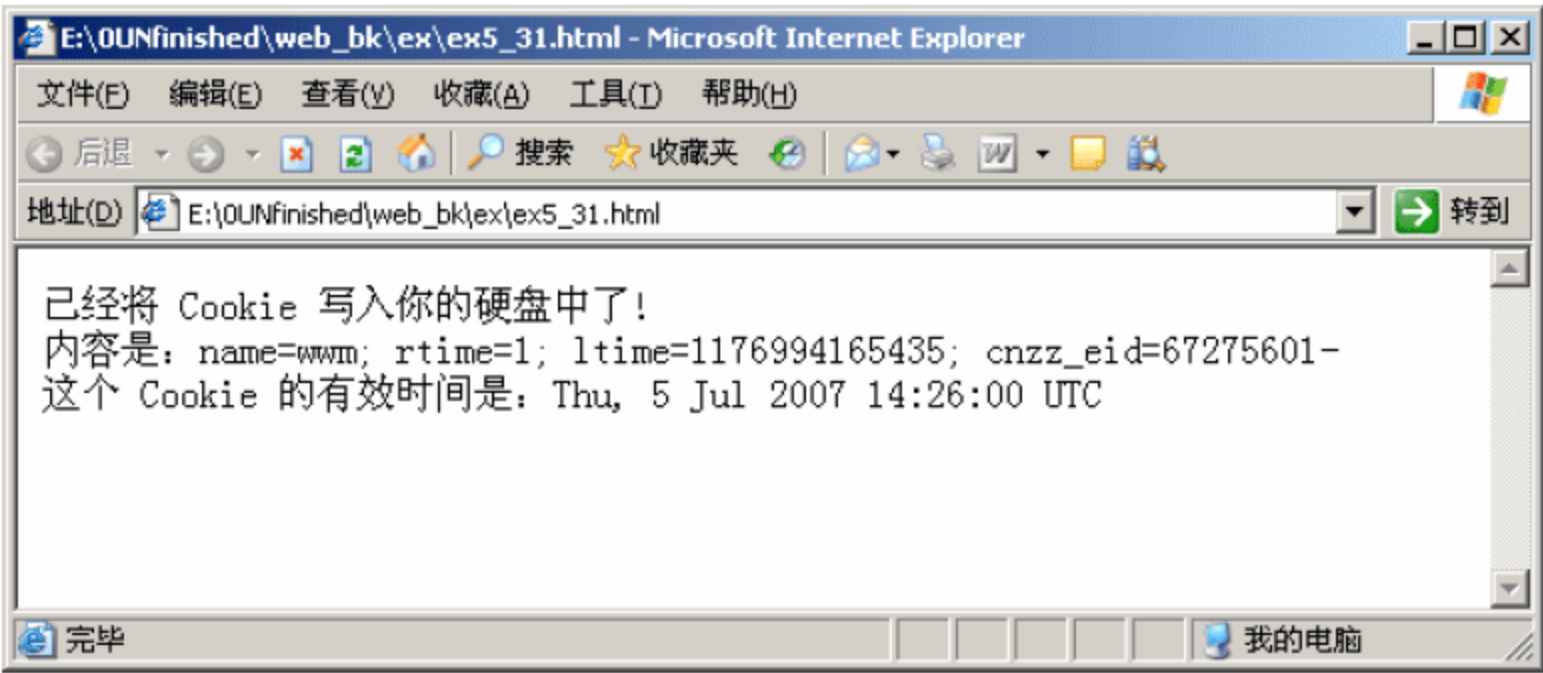 E:\0UNfinished\web_bk\ex\ex5_31.html - Microsoft Internet Explorer
文件(F) 编辑(E) 查看(V) 收藏(A) 工具(T) 帮助(H)
后退 搜索 收藏夹
地址(D) E:\0UNfinished\web_bk\ex\ex5_31.html 转到
已经将 Cookie 写入你的硬盘中了!
内容是: name=wwm; rtime=1; ltime=1176994165435; cnzz_eid=67275601-
这个 Cookie 的有效时间是: Thu, 5 Jul 2007 14:26:00 UTC
完毕 我的电脑